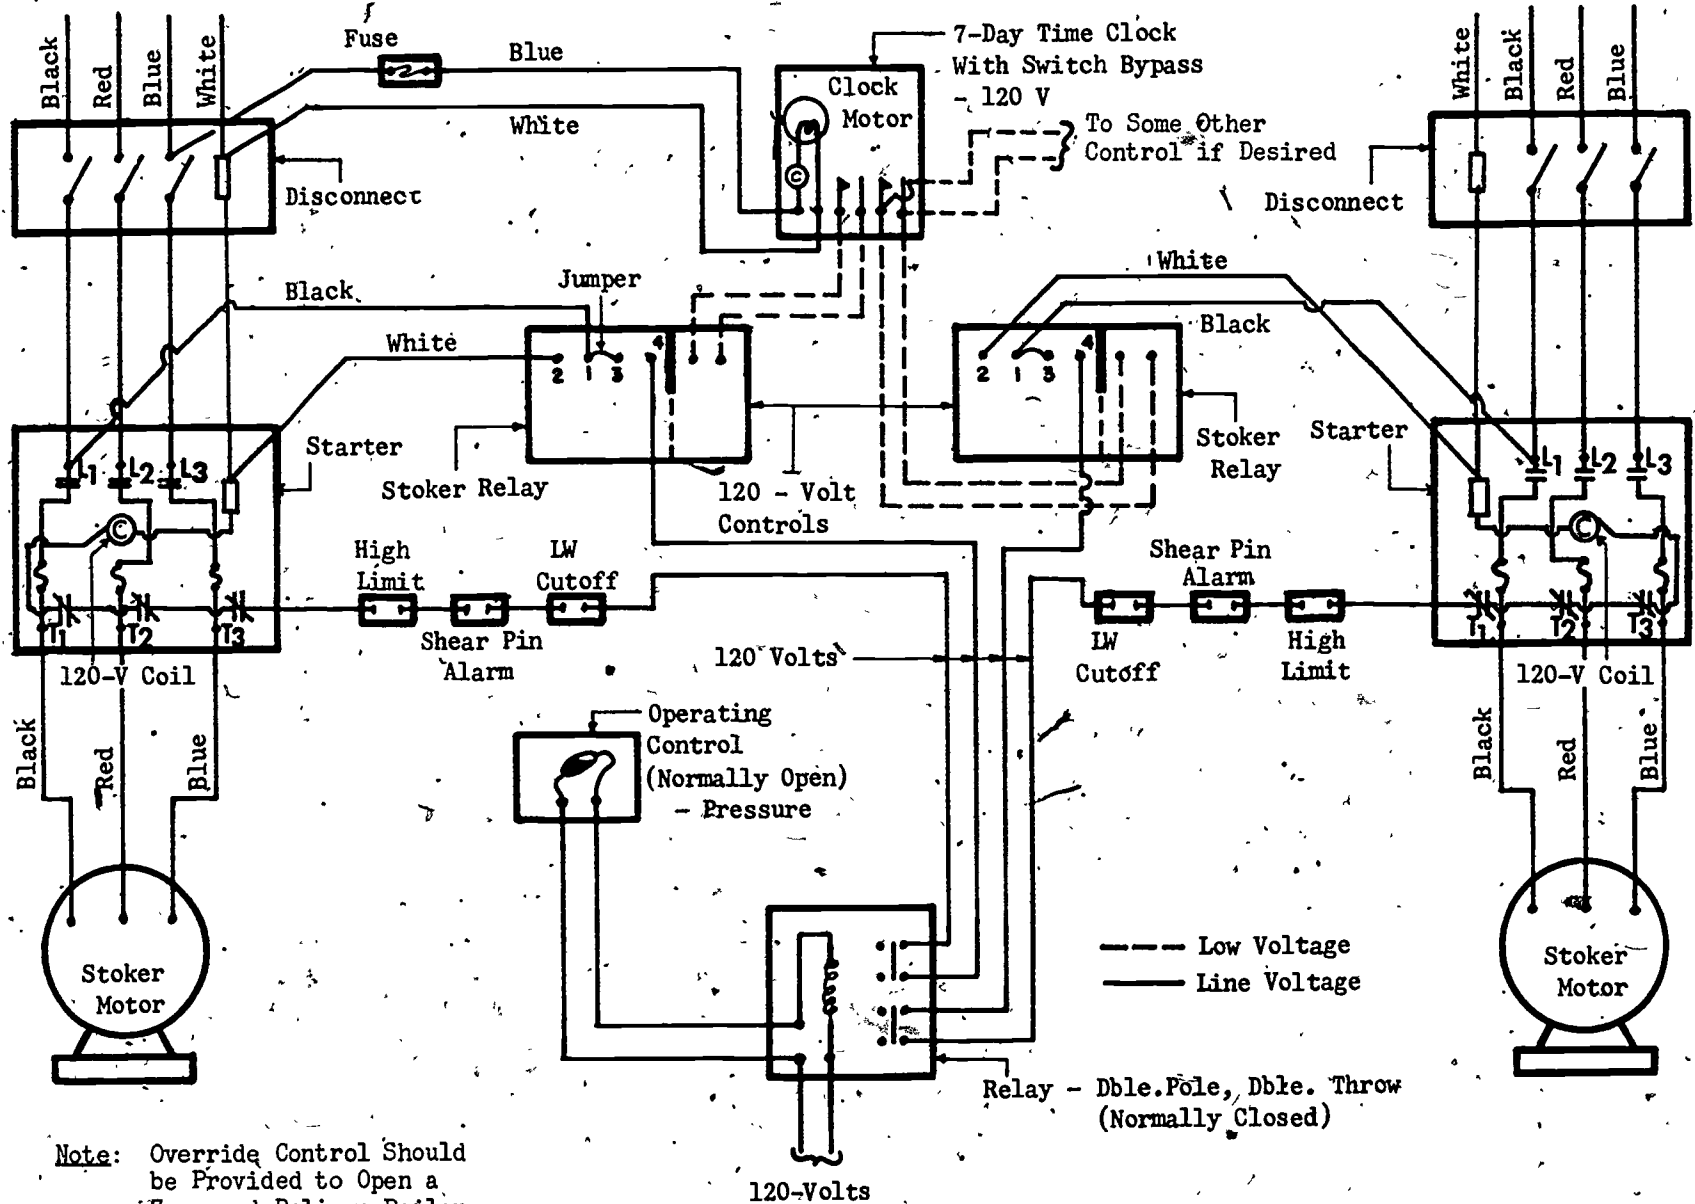 Black
Red
Blue
White
Fuse
Blue
White
Disconnect
7-Day Time Clock
With Switch Bypass
- 120 V
Clock
Motor
C
To Some Other
Control if Desired
Disconnect
White
Black
Red
Blue
Black
Jumper
White
2
1
3
4
White
Black
2
1
3
4
Starter
Stoker Relay
120 - Volt
Controls
Stoker
Relay
Starter
L1
L2
L3
C
T1
T2
T3
120-V Coil
High
Limit
Shear Pin
Alarm
LW
Cutoff
L1
L2
L3
C
T1
T2
T3
120-V Coil
Shear Pin
Alarm
LW
Cutoff
High
Limit
120 Volts
Black
Red
Blue
Operating
Control
(Normally Open)
- Pressure
Black
Red
Blue
Stoker
Motor
Low Voltage
Line Voltage
Stoker
Motor
Relay - Dble.Pole, Dble. Throw
(Normally Closed)
Note: Override Control Should
be Provided to Open a
120-Volts